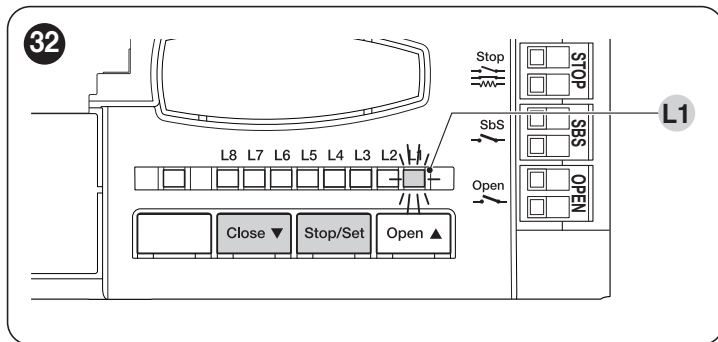 32
Stop
STOP
L1
SbS
SBS
L8 L7 L6 L5 L4 L3 L2 L1
Open
OPEN
Close ▼ Stop/Set Open ▲